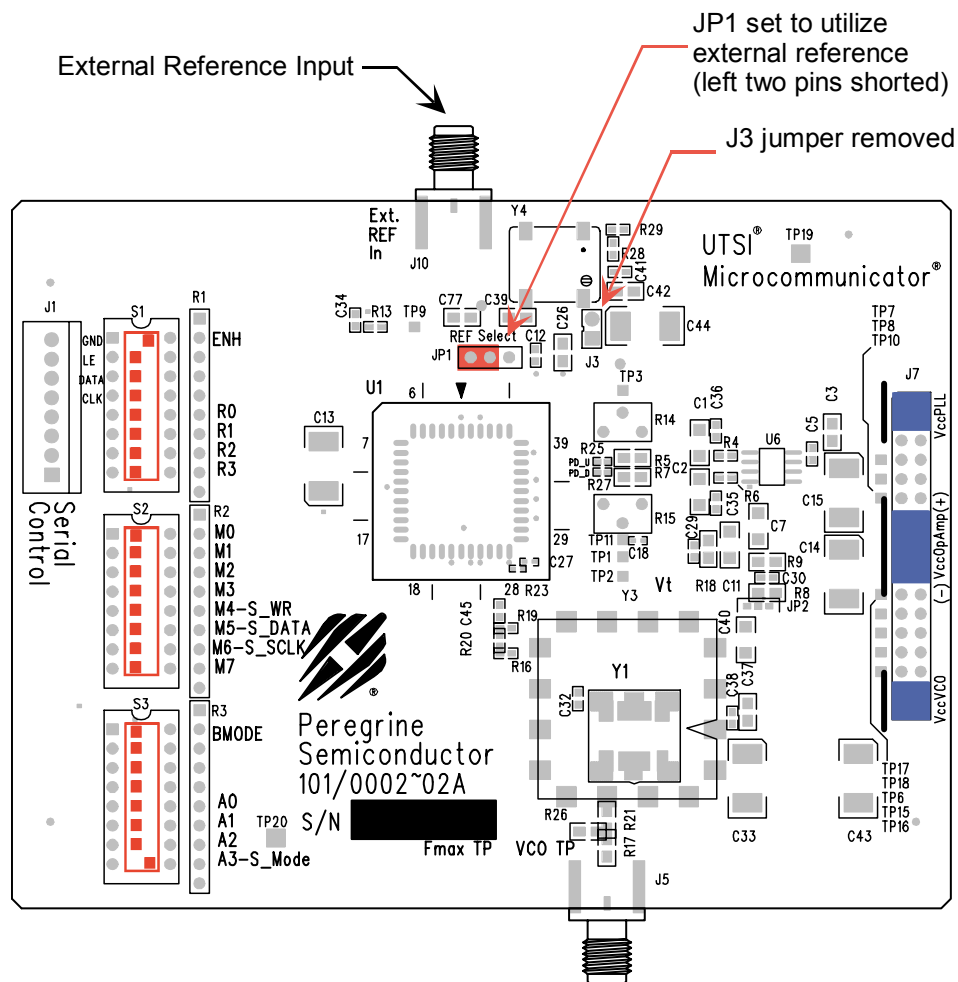 JP1 set to utilize
external reference
(left two pins shorted)
External Reference Input
J3 jumper removed
Ext.
REF
In
J10
Y4
R29
R28
C41
C42
UTSI®
Microcommunicator®
TP19
J1
S1
R1
GND
LE
DATA
CLK
ENH
R0
R1
R2
R3
C34
R13
TP9
C77
C39
REF Select
JP1
C12
C26
J3
C44
TP7
TP8
TP10
J7
VccPLL
U1
6
7
39
17
29
18
28
C13
TP3
R14
R25
PD_U
PD_D
R27
R5
R7
C2
C1
C36
R4
U6
C5
C3
R15
TP11
TP1
TP2
C18
C35
R6
C29
R18
C11
C7
R9
C30
R8
JP2
C15
C14
VccOpAmp(+)
(-)
C27
R23
Y3
Vt
Serial
Control
S2
R2
M0
M1
M2
M3
M4-S_WR
M5-S_DATA
M6-S_SCLK
M7
C45
R19
R20
R16
®
Y1
C32
C40
C38
C37
VccVCO
S3
R3
BMODE
A0
A1
A2
A3-S_Mode
TP20
Peregrine
Semiconductor
101/0002~02A
S/N
Fmax TP
VCO TP
R26
R21
R17
J5
C33
C43
TP17
TP18
TP6
TP15
TP16